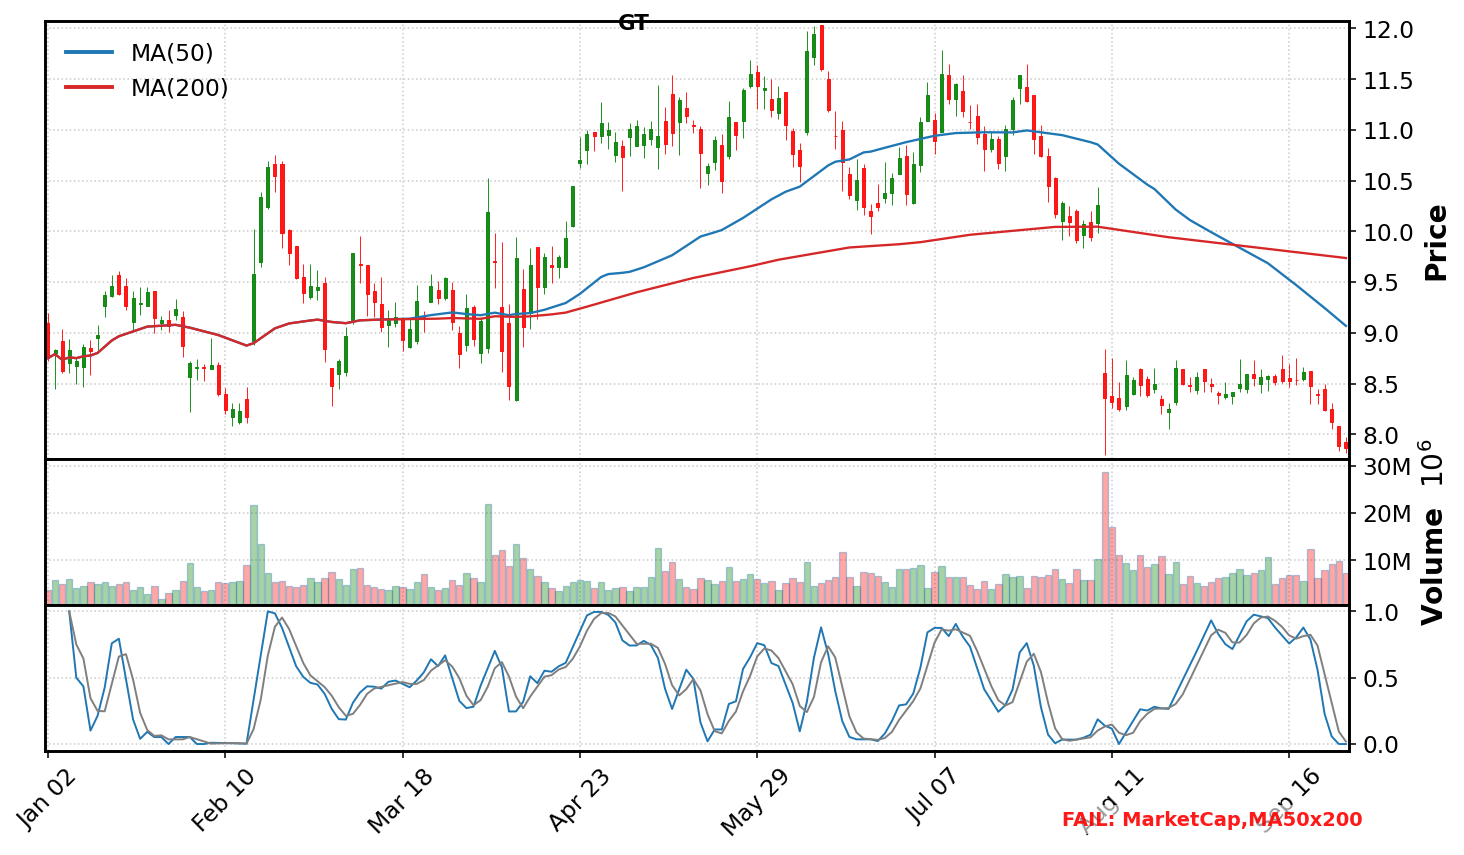 GT
MA(50)
MA(200)
12.0
11.5
11.0
10.5
10.0
9.5
9.0
8.5
8.0
Price
30M
20M
10M
Volume 10^6
1.0
0.5
0.0
Jan 02
Feb 10
Mar 18
Apr 23
May 29
Jul 07
Aug 11
Sep 16
FAIL: MarketCap,MA50x200